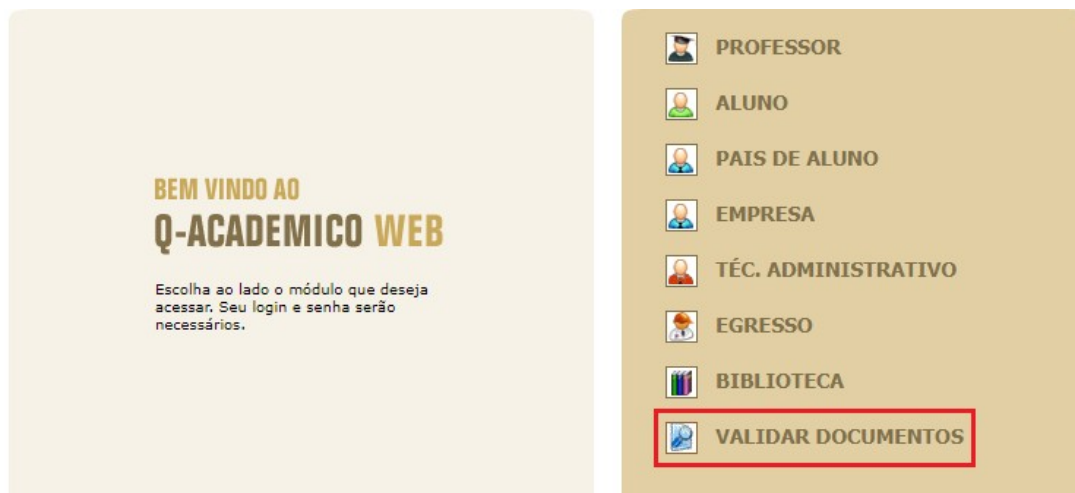 BEM VINDO AO
Q-ACADEMICO WEB
Escolha ao lado o módulo que deseja
acessar. Seu login e senha serão
necessários.
PROFESSOR
ALUNO
PAIS DE ALUNO
EMPRESA
TÉC. ADMINISTRATIVO
EGRESSO
BIBLIOTECA
VALIDAR DOCUMENTOS